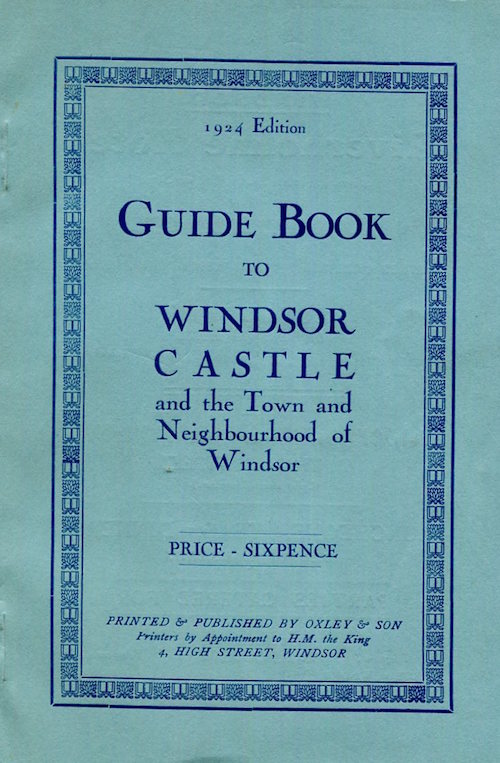 1924 Edition
GUIDE BOOK
TO
WINDSOR
CASTLE
and the Town and
Neighbourhood of
Windsor
PRICE - SIXPENCE
PRINTED & PUBLISHED BY OXLEY & SON
Printers by Appointment to H.M. the King
4, HIGH STREET, WINDSOR